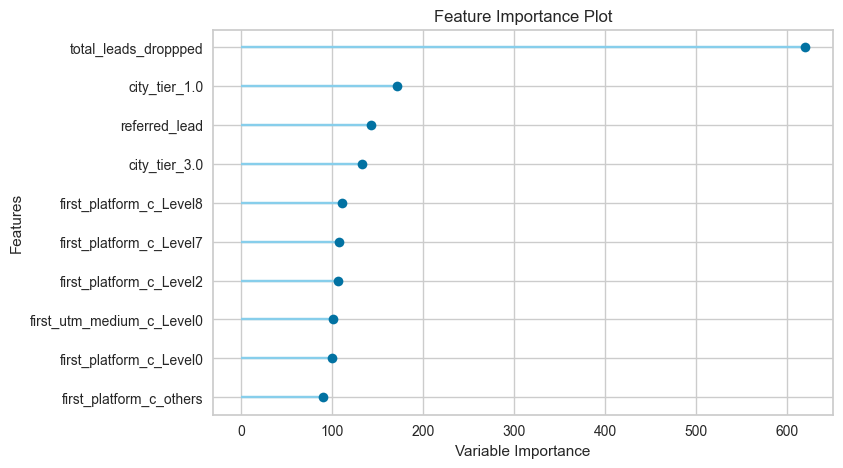 Feature Importance Plot
total_leads_droppped
city_tier_1.0
referred_lead
city_tier_3.0
first_platform_c_Level8
first_platform_c_Level7
first_platform_c_Level2
first_utm_medium_c_Level0
first_platform_c_Level0
first_platform_c_others
Features
0 100 200 300 400 500 600
Variable Importance